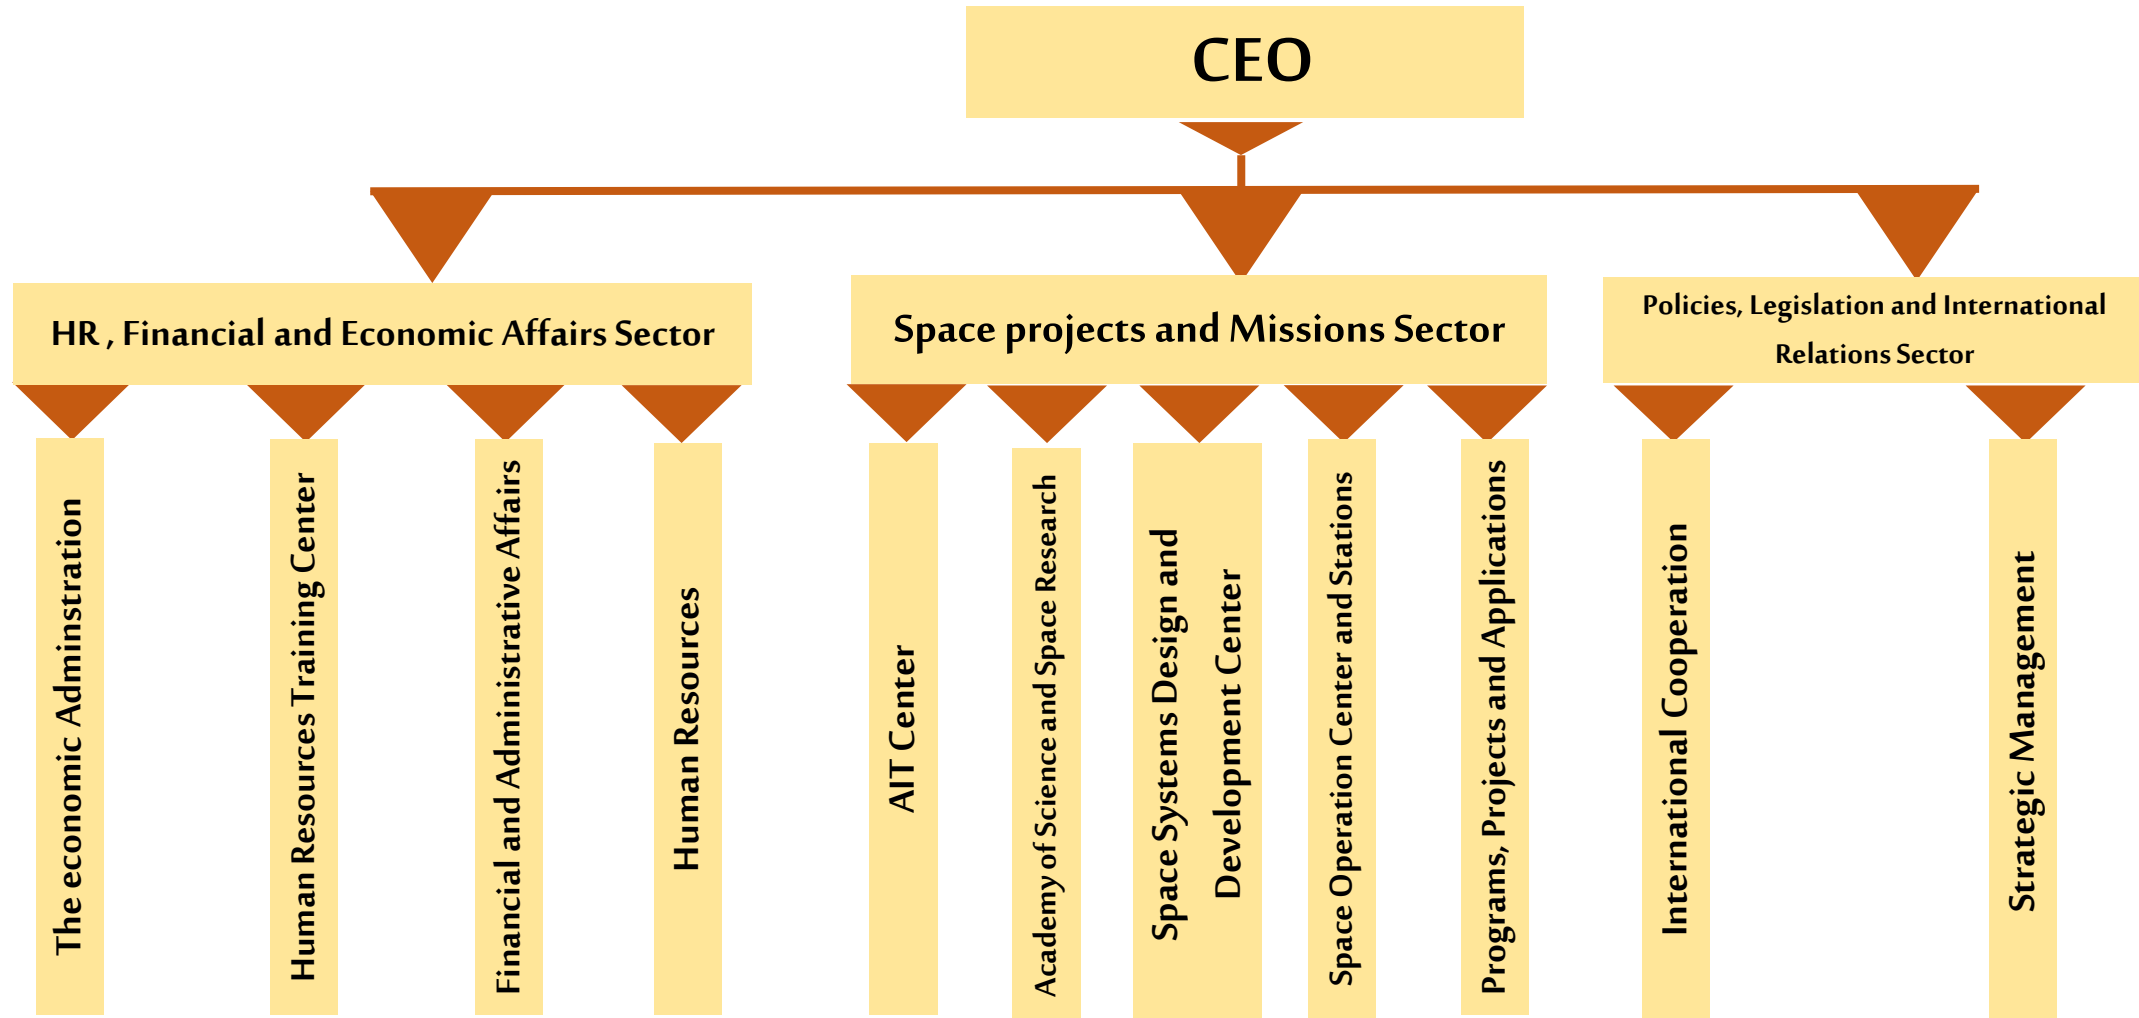 CEO
HR , Financial and Economic Affairs Sector
Space projects and Missions Sector
Policies, Legislation and International
Relations Sector
The economic Adminstration
Human Resources Training Center
Financial and Administrative Affairs
Human Resources
AIT Center
Academy of Science and Space Research
Space Systems Design and
Development Center
Space Operation Center and Stations
Programs, Projects and Applications
International Cooperation
Strategic Management